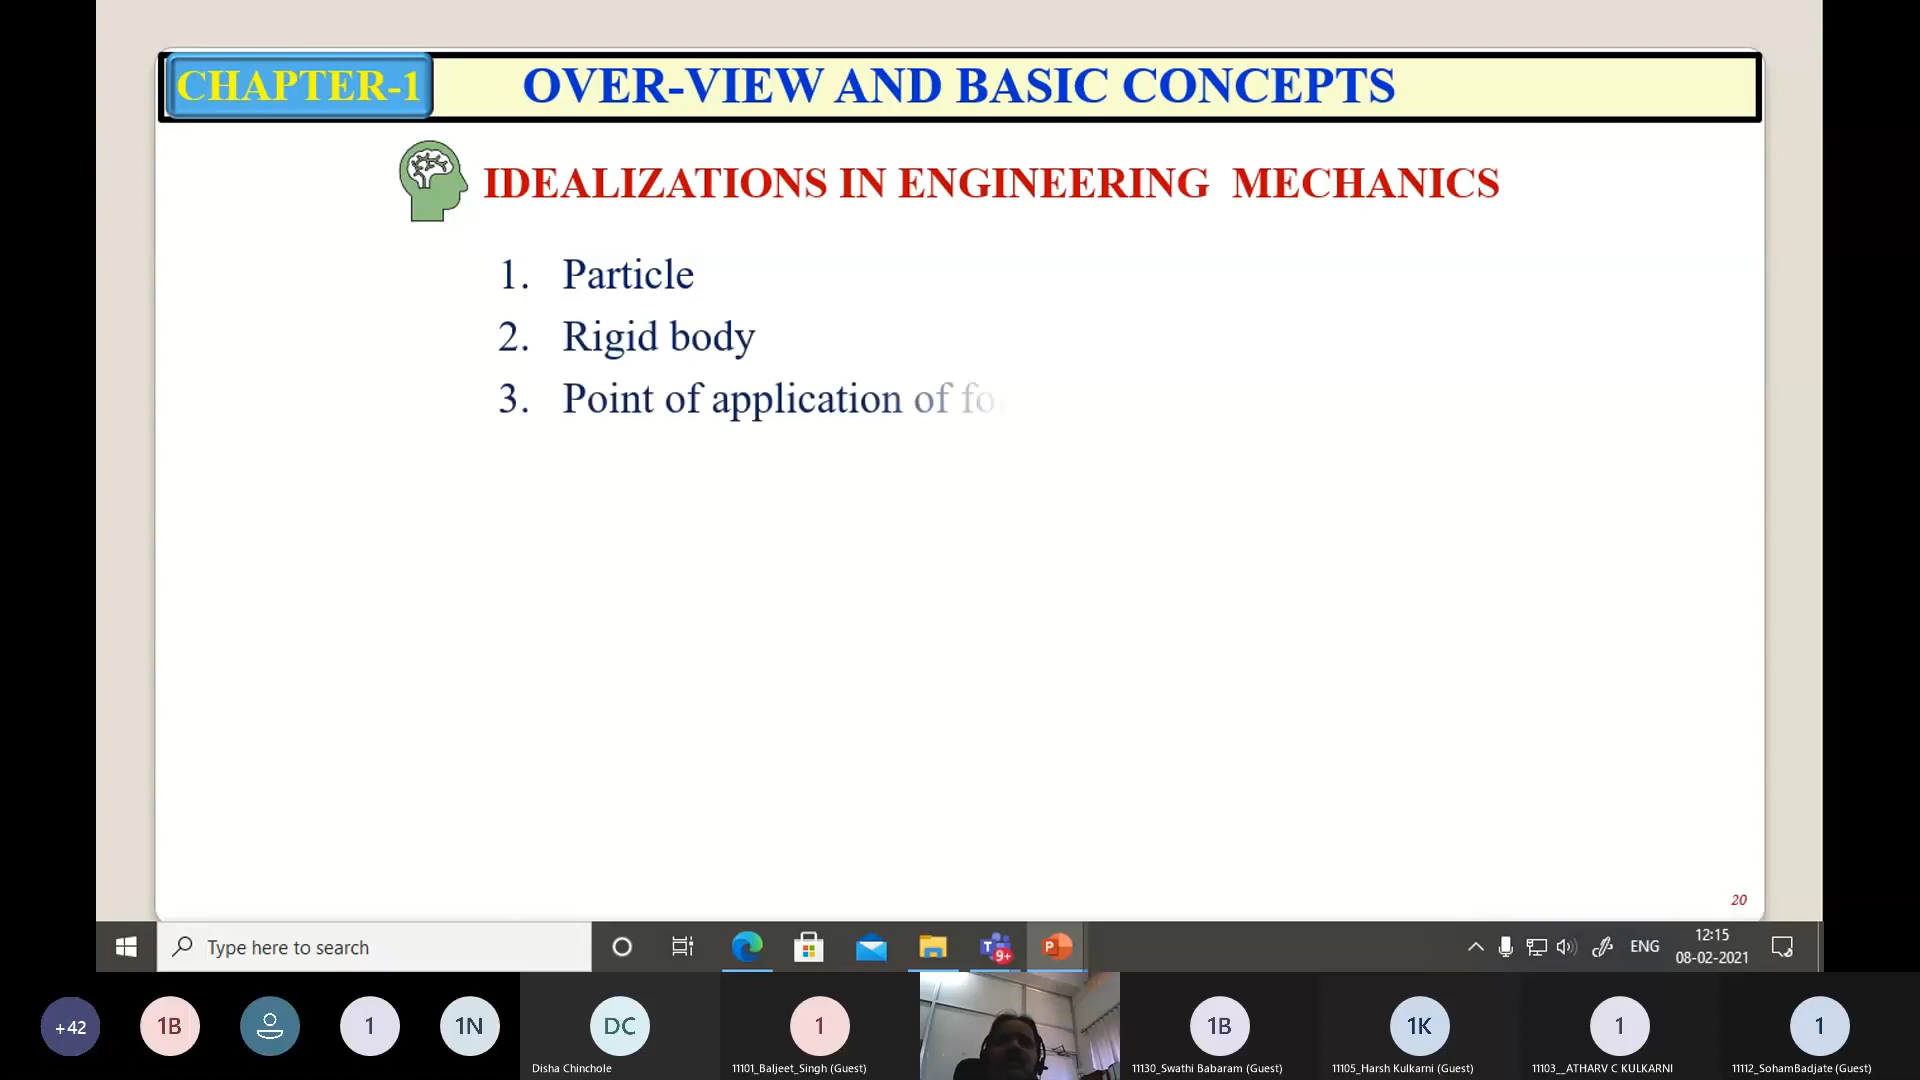 CHAPTER-1 OVER-VIEW AND BASIC CONCEPTS
IDEALIZATIONS IN ENGINEERING MECHANICS
1. Particle
2. Rigid body
3. Point of application of
20
Type here to search
9+
ENG
12:15
08-02-2021
+42
1B
1
1N
DC
1
1B
1K
1
1
Disha Chinchole
11101_Baljeet_Singh (Guest)
11130_Swathi Babaram (Guest)
11105_Harsh Kulkarni (Guest)
11103__ATHARV C KULKARNI
11112_SohamBadjate (Guest)